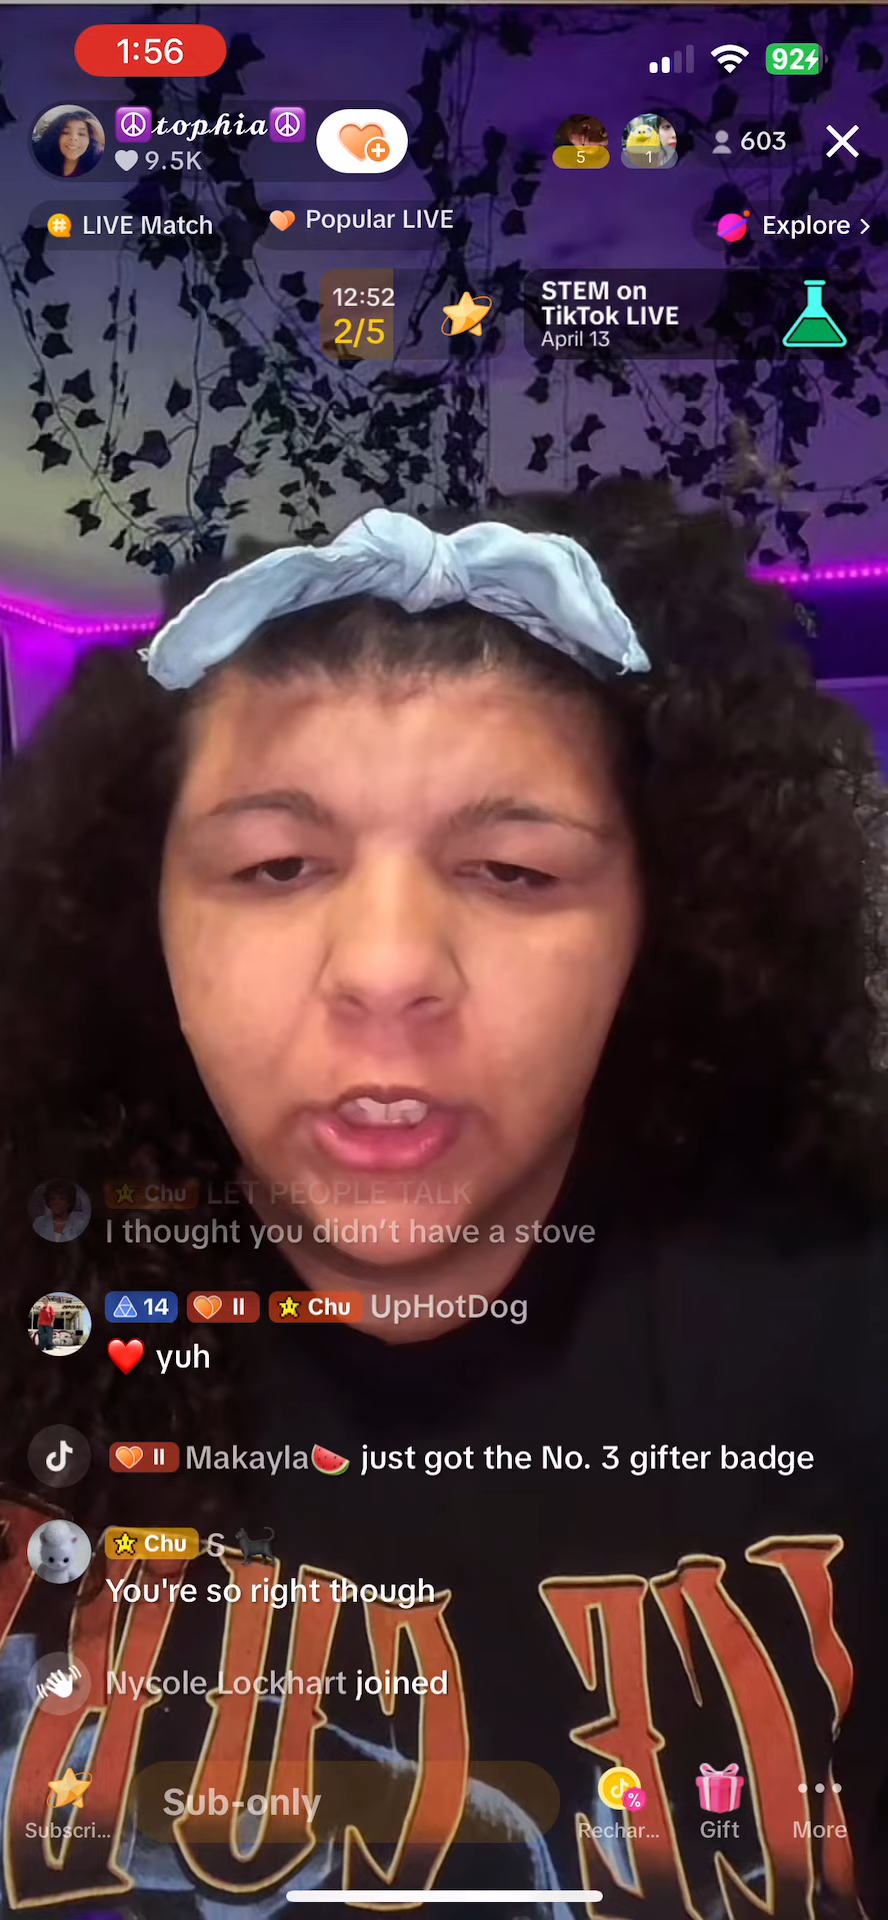 1:56
92
☮️tophia☮️
9.5K
5
1
603
LIVE Match
Popular LIVE
Explore >
12:52
2/5
STEM on
TikTok LIVE
April 13
Chu LET PEOPLE TALK
I thought you didn't have a stove
14 II Chu UpHotDog
❤️ yuh
II Makayla🍉 just got the No. 3 gifter badge
Chu S 🐈‍⬛
You're so right though
Nycole Lockhart joined
Subscri...
Sub-only
%
Rechar...
Gift
More